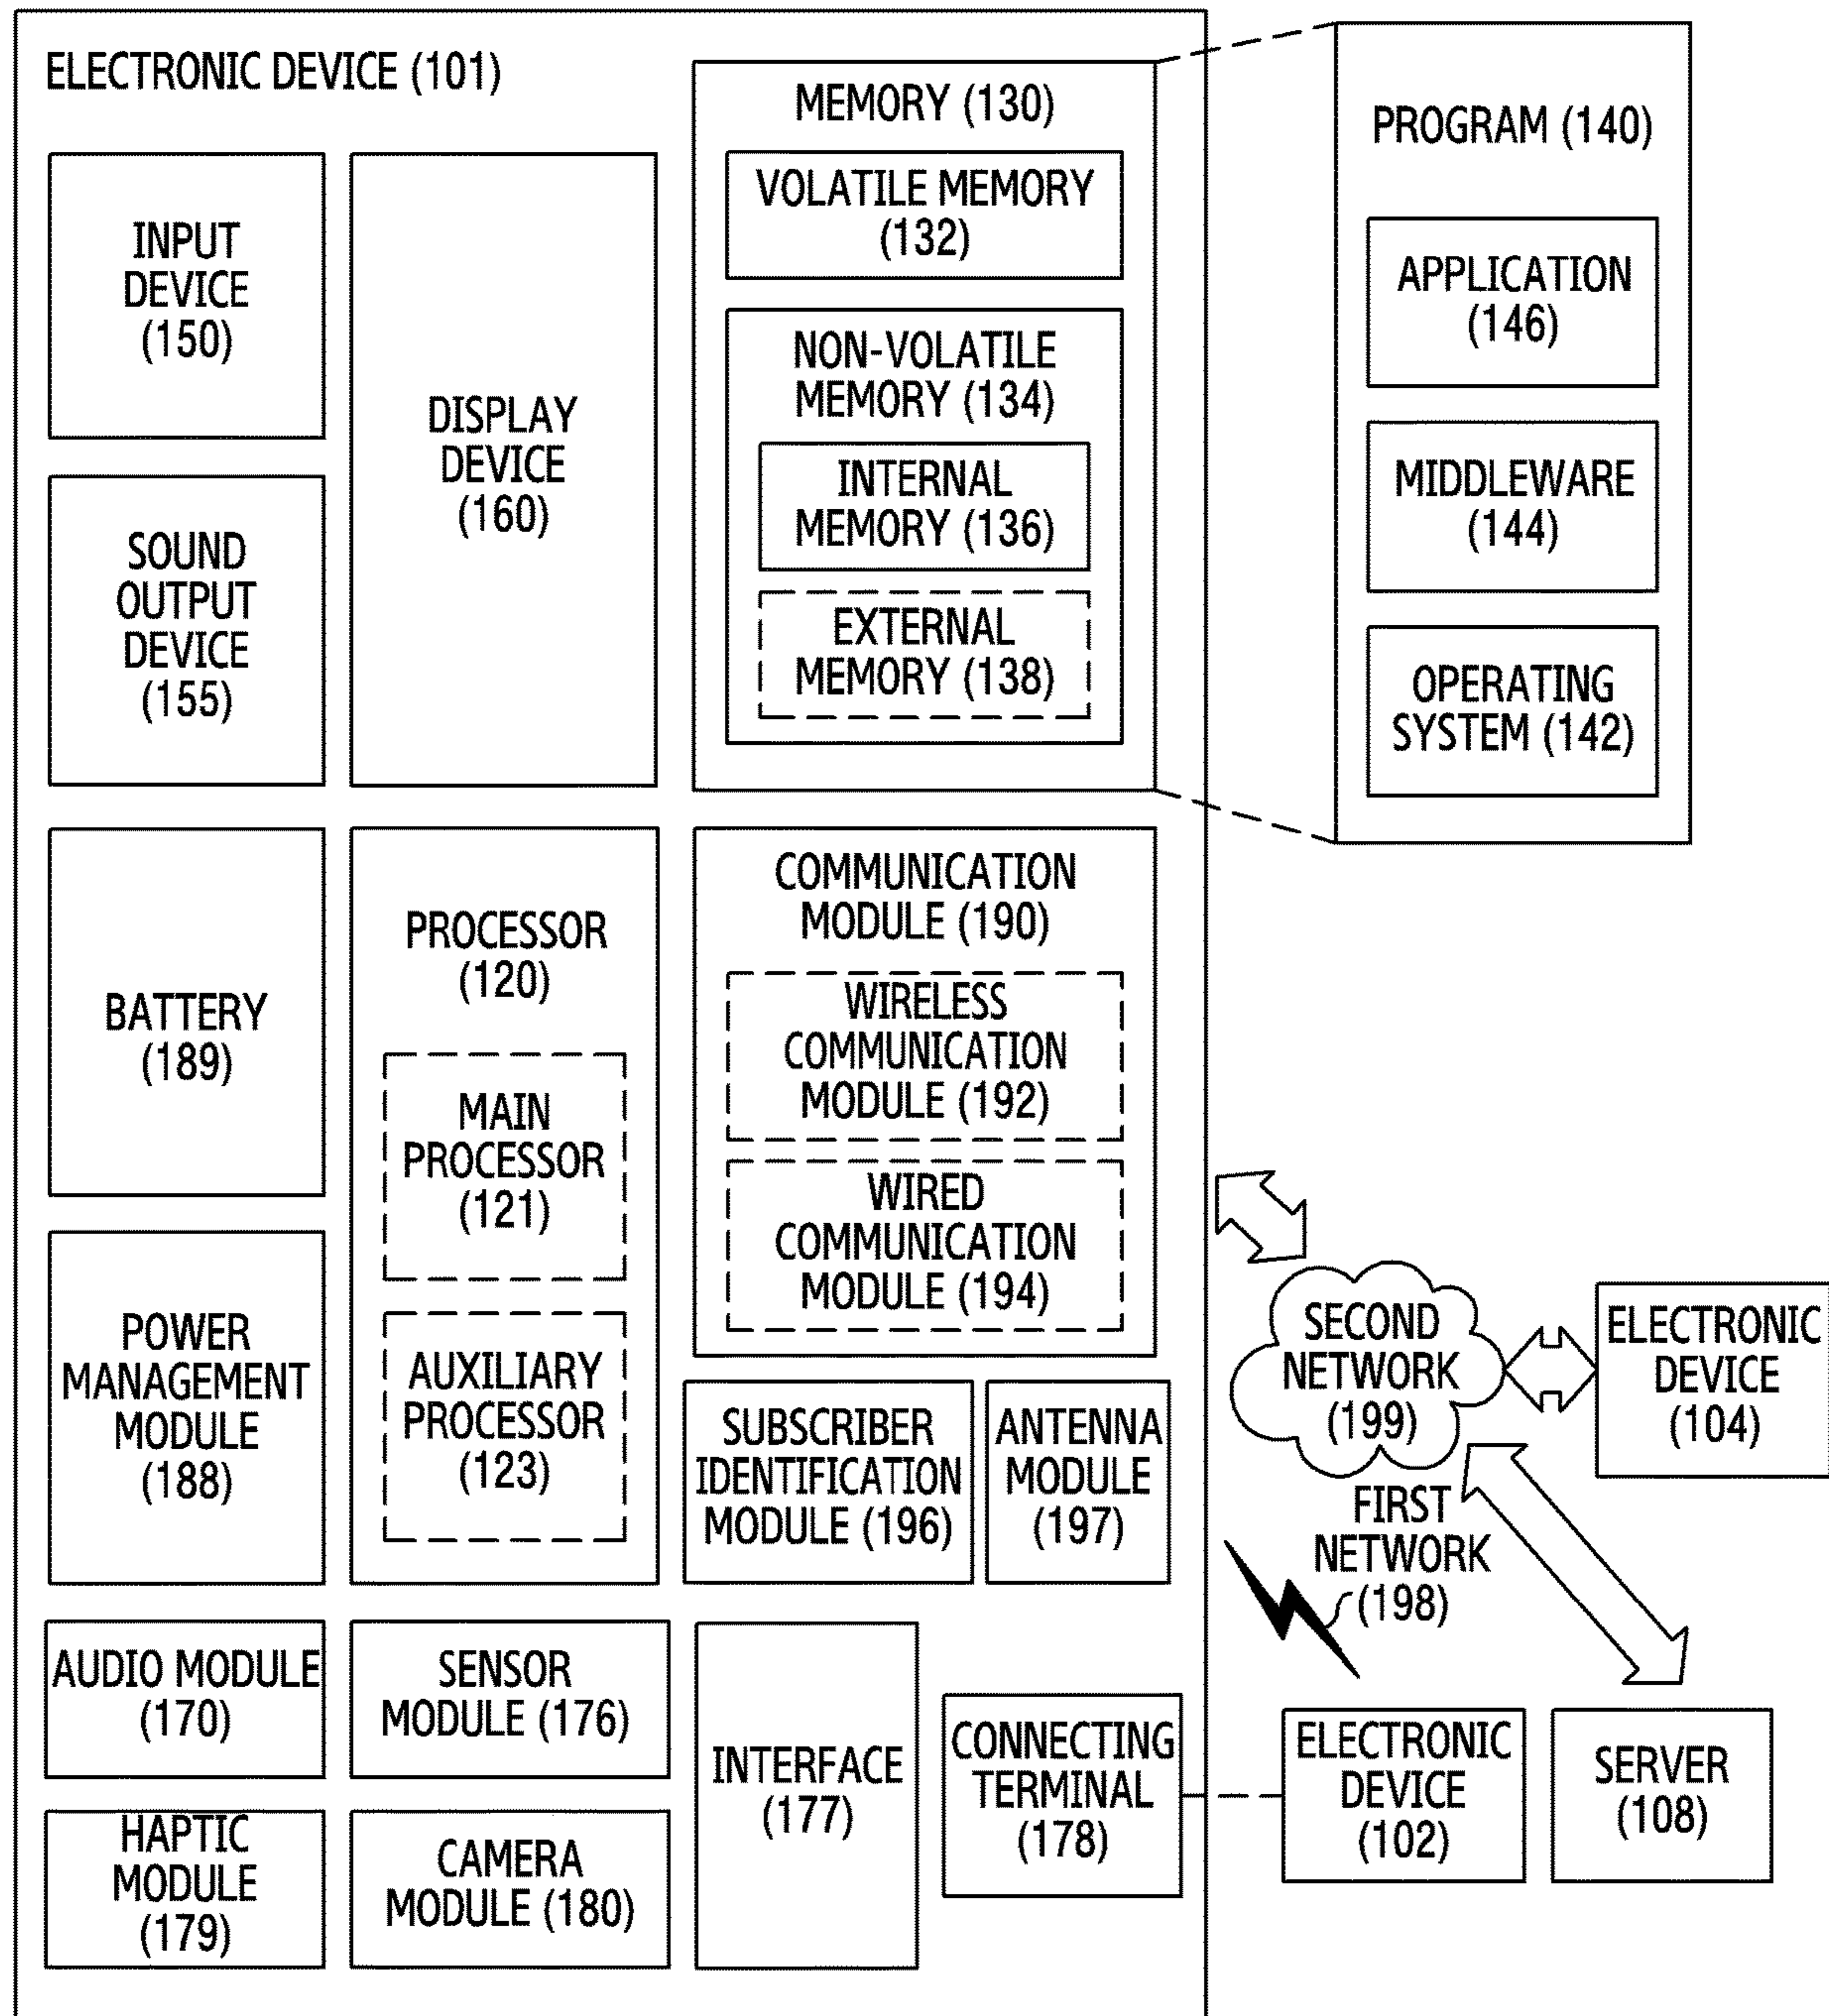 ELECTRONIC DEVICE (101)
INPUT
DEVICE
(150)
SOUND
OUTPUT
DEVICE
(155)
DISPLAY
DEVICE
(160)
MEMORY (130)
VOLATILE MEMORY
(132)
NON-VOLATILE
MEMORY (134)
INTERNAL
MEMORY (136)
EXTERNAL
MEMORY (138)
PROGRAM (140)
APPLICATION
(146)
MIDDLEWARE
(144)
OPERATING
SYSTEM (142)
BATTERY
(189)
POWER
MANAGEMENT
MODULE
(188)
PROCESSOR
(120)
MAIN
PROCESSOR
(121)
AUXILIARY
PROCESSOR
(123)
COMMUNICATION
MODULE (190)
WIRELESS
COMMUNICATION
MODULE (192)
WIRED
COMMUNICATION
MODULE (194)
SUBSCRIBER
IDENTIFICATION
MODULE (196)
ANTENNA
MODULE
(197)
SECOND
NETWORK
(199)
ELECTRONIC
DEVICE
(104)
FIRST
NETWORK
(198)
AUDIO MODULE
(170)
SENSOR
MODULE (176)
INTERFACE
(177)
CONNECTING
TERMINAL
(178)
ELECTRONIC
DEVICE
(102)
SERVER
(108)
HAPTIC
MODULE
(179)
CAMERA
MODULE (180)